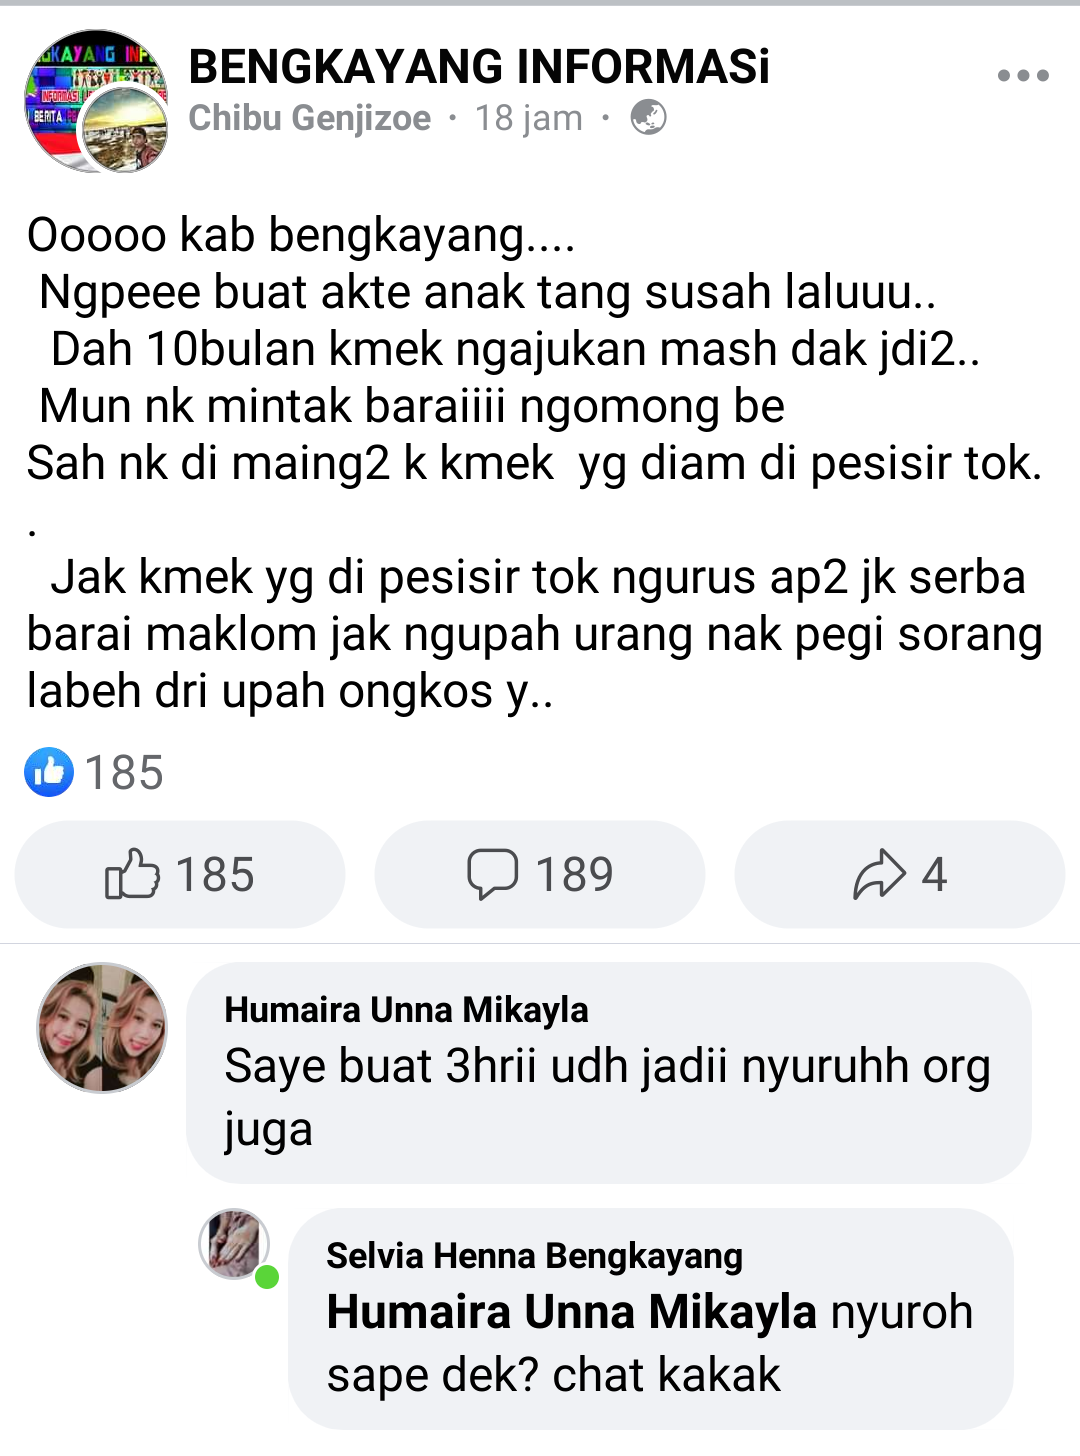 BENGKAYANG INFORMASi
Chibu Genjizoe · 18 jam ·
Ooooo kab bengkayang....
Ngpeee buat akte anak tang susah laluuu..
Dah 10bulan kmek ngajukan mash dak jdi2..
Mun nk mintak baraiiii ngomong be
Sah nk di maing2 k kmek yg diam di pesisir tok.
.
Jak kmek yg di pesisir tok ngurus ap2 jk serba
barai maklom jak ngupah urang nak pegi sorang
labeh dri upah ongkos y..
185
185
189
4
Humaira Unna Mikayla
Saye buat 3hrii udh jadii nyuruhh org
juga
Selvia Henna Bengkayang
Humaira Unna Mikayla nyuroh
sape dek? chat kakak